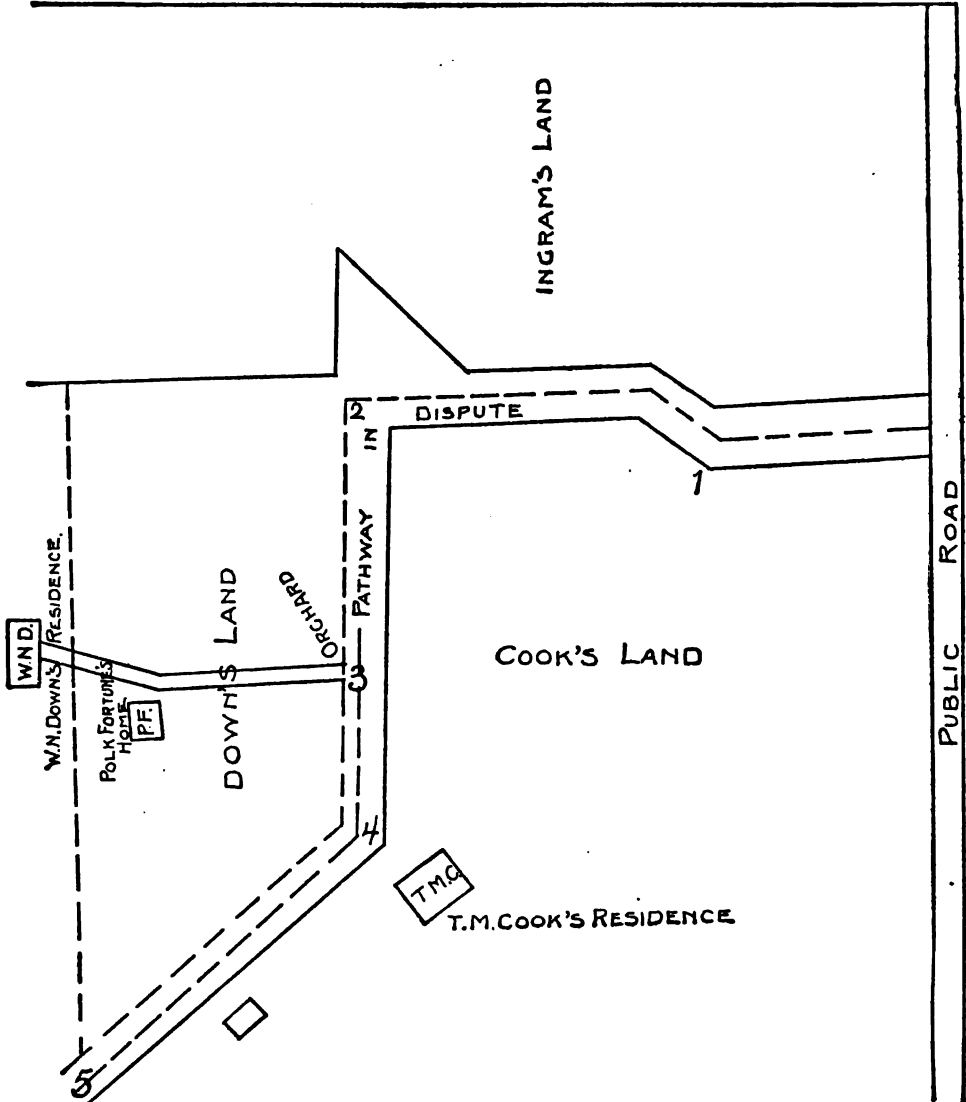 INGRAM'S LAND
2
DISPUTE
IN
PATHWAY
1
ORCHARD
3
W.N.D.
W.N.DOWN'S RESIDENCE.
POLK FORTUNE'S
HOME
P.F.
DOWN'S LAND
COOK'S LAND
PUBLIC ROAD
4
T.M.C.
T.M.COOK'S RESIDENCE
5